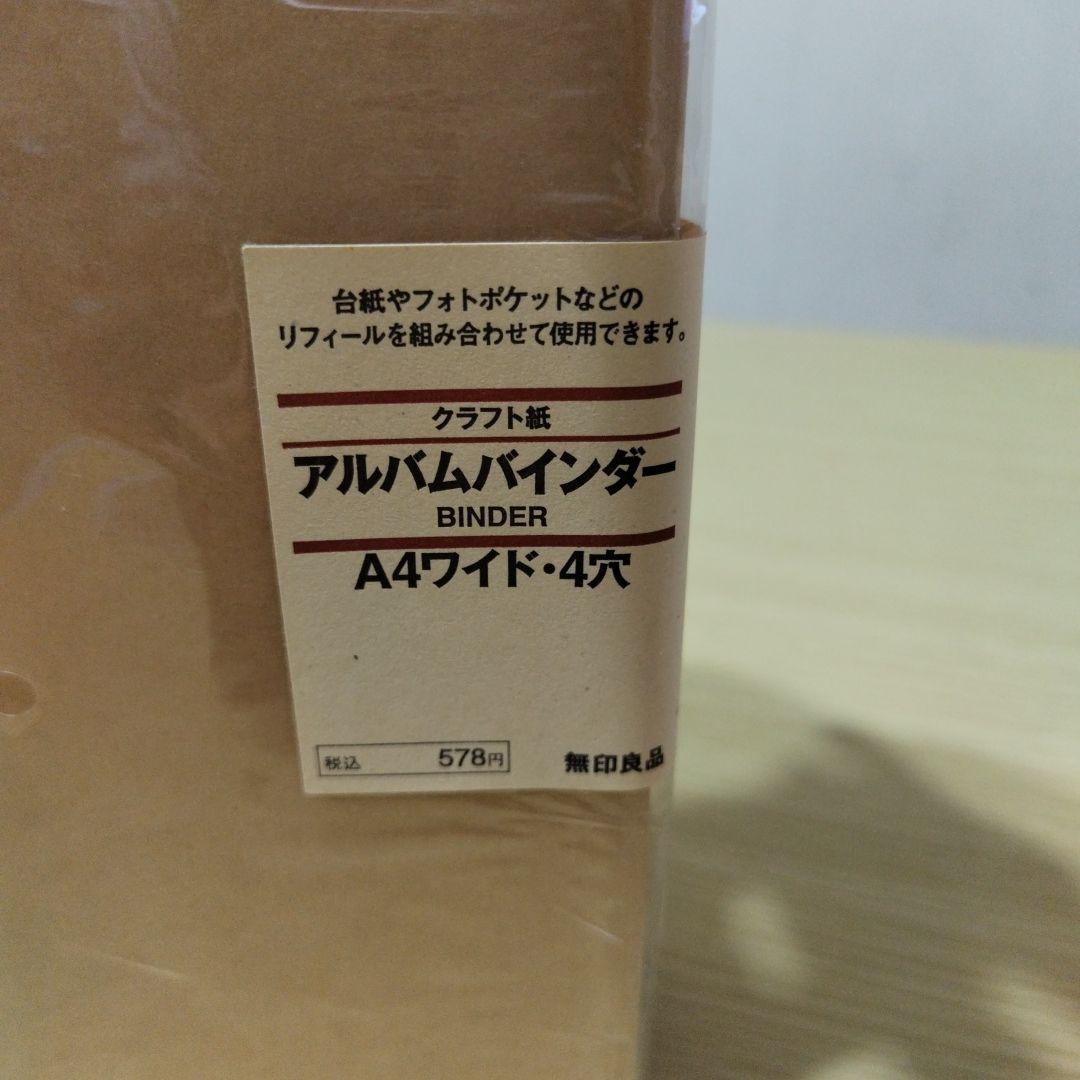 台紙やフォトポケットなどの
リフィールを組み合わせて使用できます。
クラフト紙
アルバムバインダー
BINDER
A4ワイド・4穴
税込 578円
無印良品